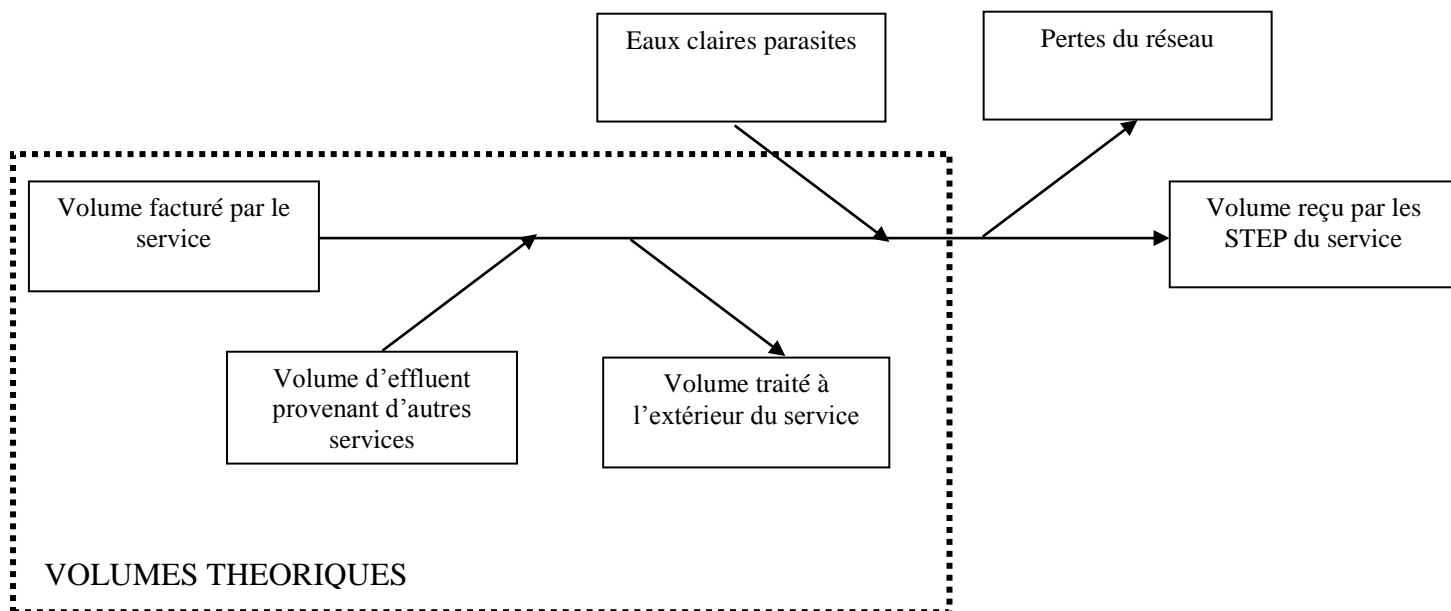 Eaux claires parasites
Pertes du réseau
Volume facturé par le
service
Volume reçu par les
STEP du service
Volume d’effluent
provenant d’autres
services
Volume traité à
l’extérieur du service
VOLUMES THEORIQUES